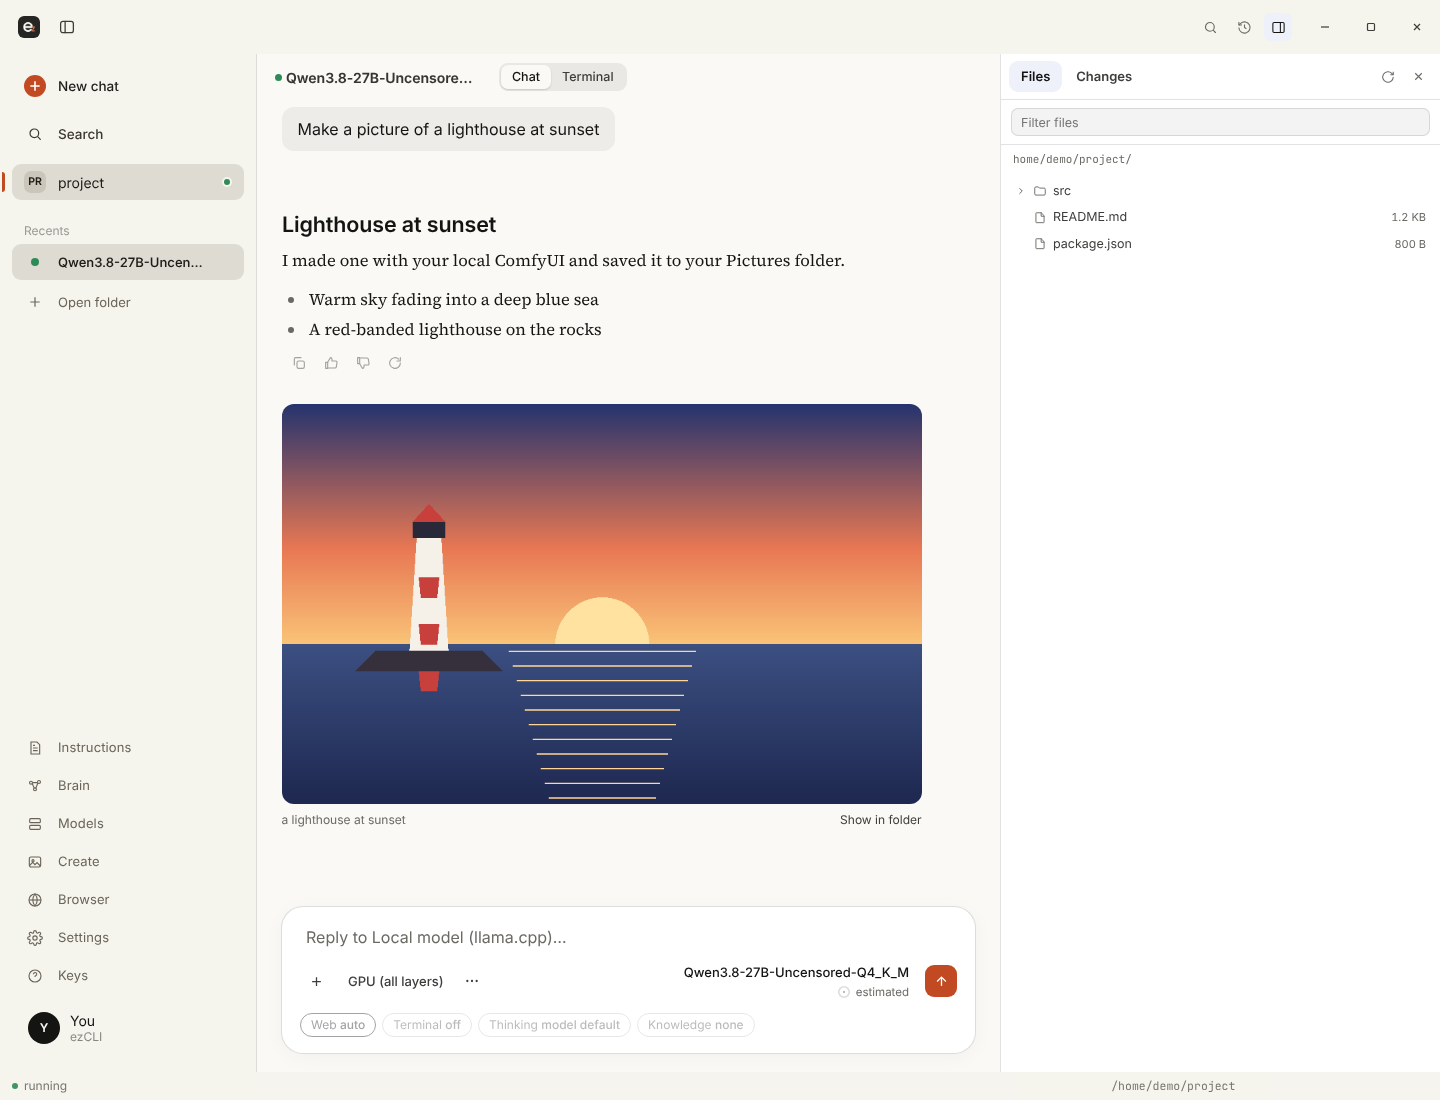 e
New chat
Search
PR project
Recents
Qwen3.8-27B-Uncen...
Open folder
Instructions
Brain
Models
Create
Browser
Settings
Keys
Y You
ezCLI
running
Qwen3.8-27B-Uncensore...
Chat Terminal
Make a picture of a lighthouse at sunset
Lighthouse at sunset
I made one with your local ComfyUI and saved it to your Pictures folder.
Warm sky fading into a deep blue sea
A red-banded lighthouse on the rocks
a lighthouse at sunset
Show in folder
Reply to Local model (llama.cpp)...
GPU (all layers)
Qwen3.8-27B-Uncensored-Q4_K_M
estimated
Web auto Terminal off Thinking model default Knowledge none
Files Changes
Filter files
home/demo/project/
src
README.md 1.2 KB
package.json 800 B
/home/demo/project